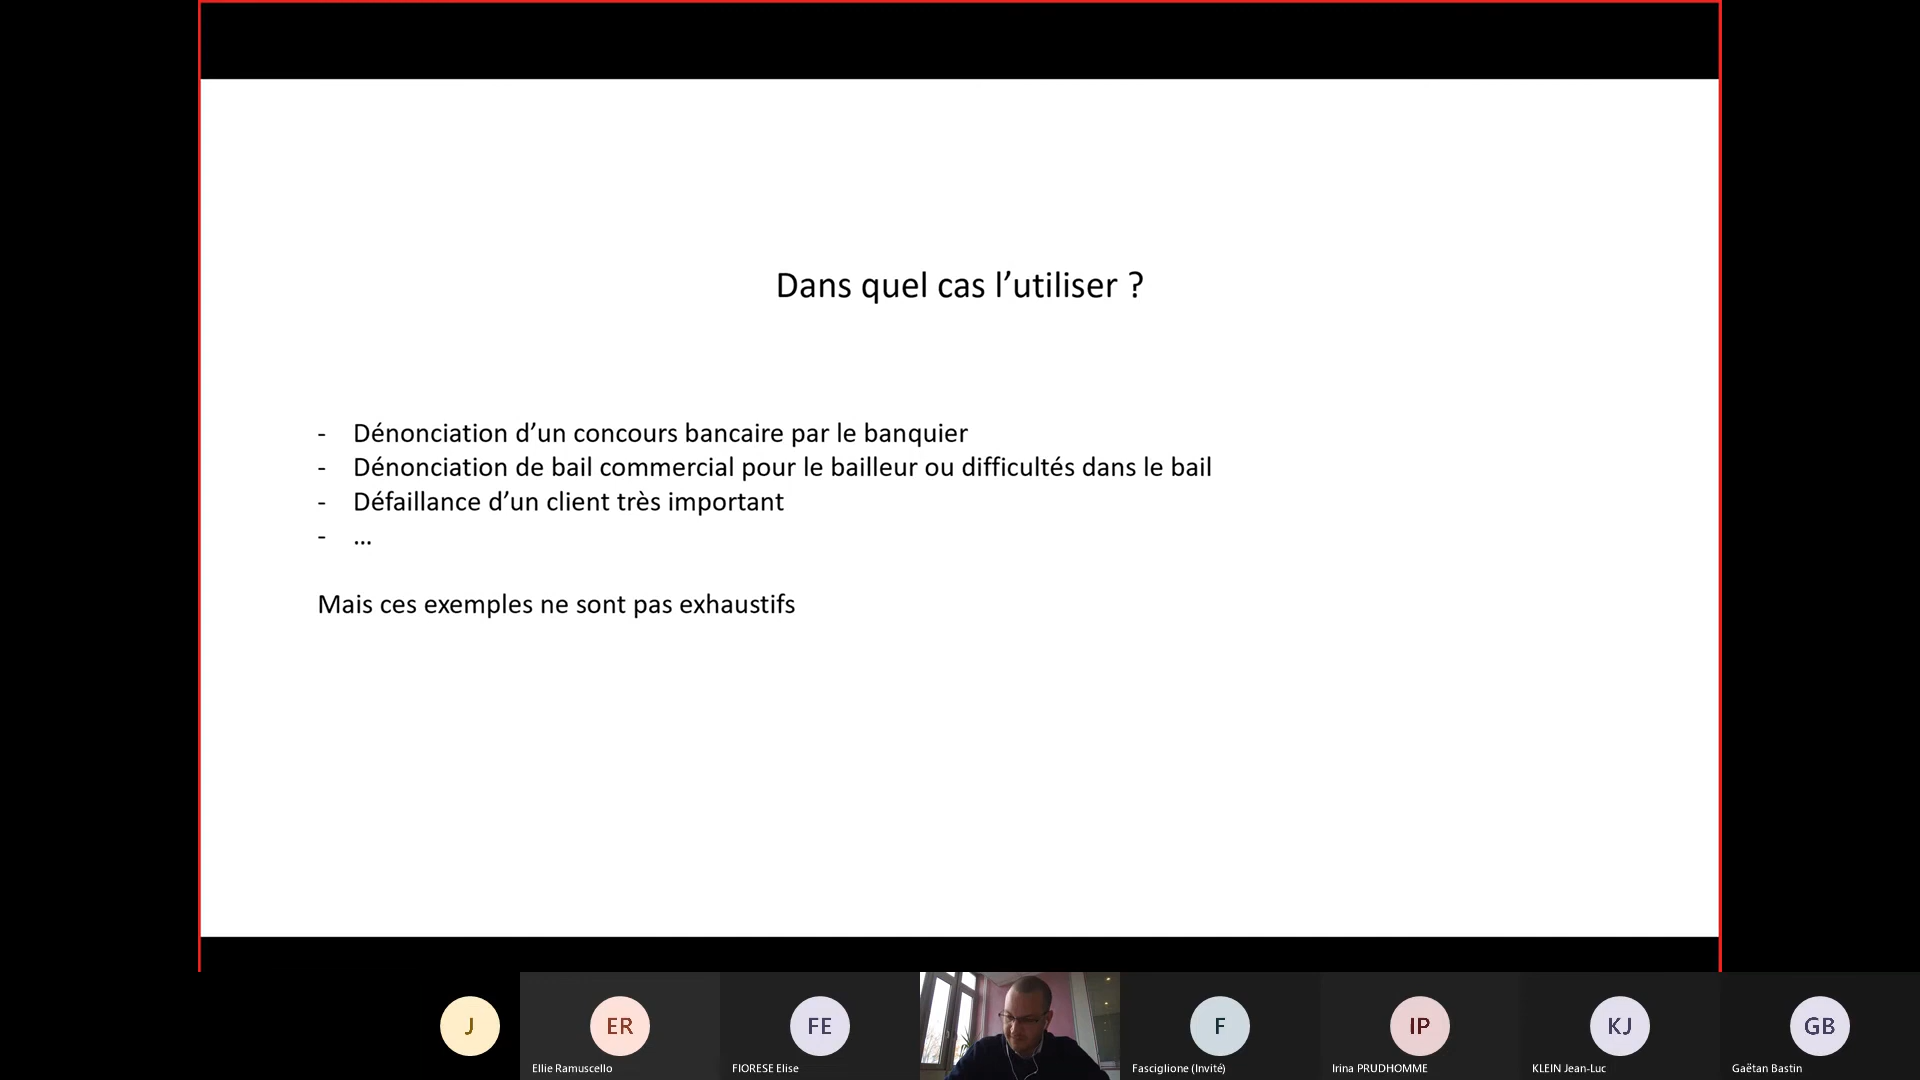 Dans quel cas l’utiliser ?
- Dénonciation d’un concours bancaire par le banquier
- Dénonciation de bail commercial pour le bailleur ou difficultés dans le bail
- Défaillance d’un client très important
- ...
Mais ces exemples ne sont pas exhaustifs
J ER FE F IP KJ GB
Ellie Ramuscello FIORESE Elise Fasciglione (Invité) Irina PRUDHOMME KLEIN Jean-Luc Gaëtan Bastin